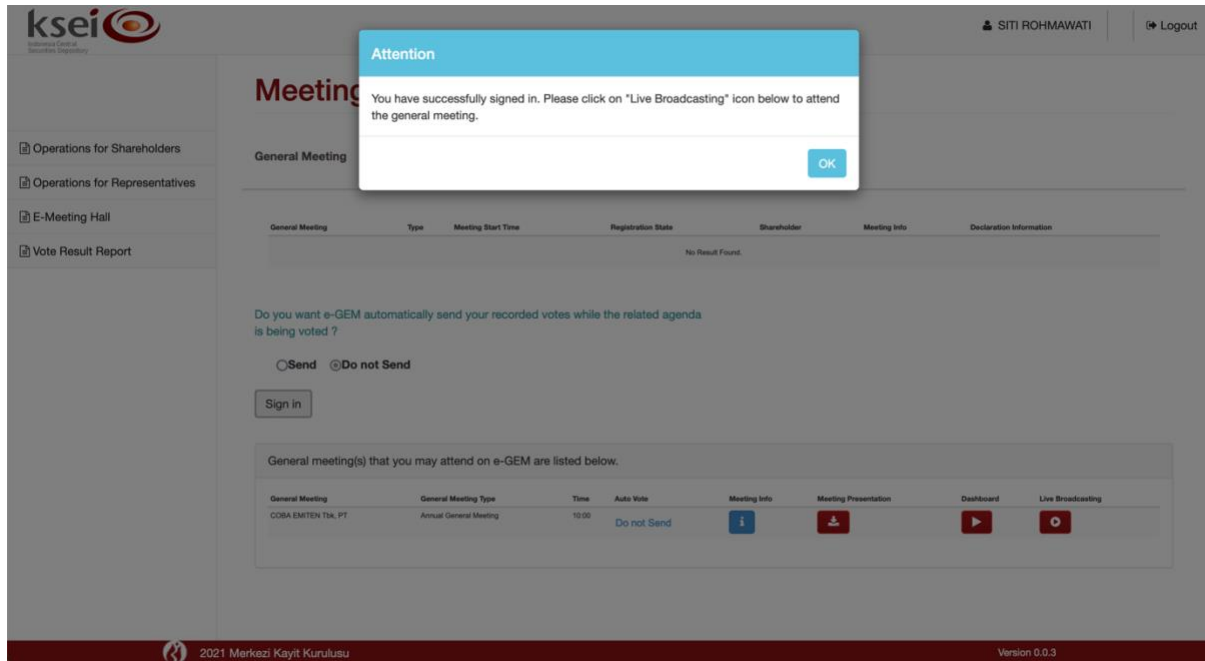 ksei
Indonesia Central
Securities Depository
SITI ROHMAWATI
Logout
Attention
You have successfully signed in. Please click on "Live Broadcasting" icon below to attend
the general meeting.
OK
Meeting
Operations for Shareholders
Operations for Representatives
E-Meeting Hall
Vote Result Report
General Meeting
General Meeting Type Meeting Start Time Registration State Shareholder Meeting Info Declaration Information
No Result Found.
Do you want e-GEM automatically send your recorded votes while the related agenda
is being voted ?
Send Do not Send
Sign in
General meeting(s) that you may attend on e-GEM are listed below.
General Meeting General Meeting Type Time Auto Vote Meeting Info Meeting Presentation Dashboard Live Broadcasting
COBA EMITEN Tbk, PT Annual General Meeting 10:00 Do not Send
2021 Merkezi Kayit Kurulusu
Version 0.0.3